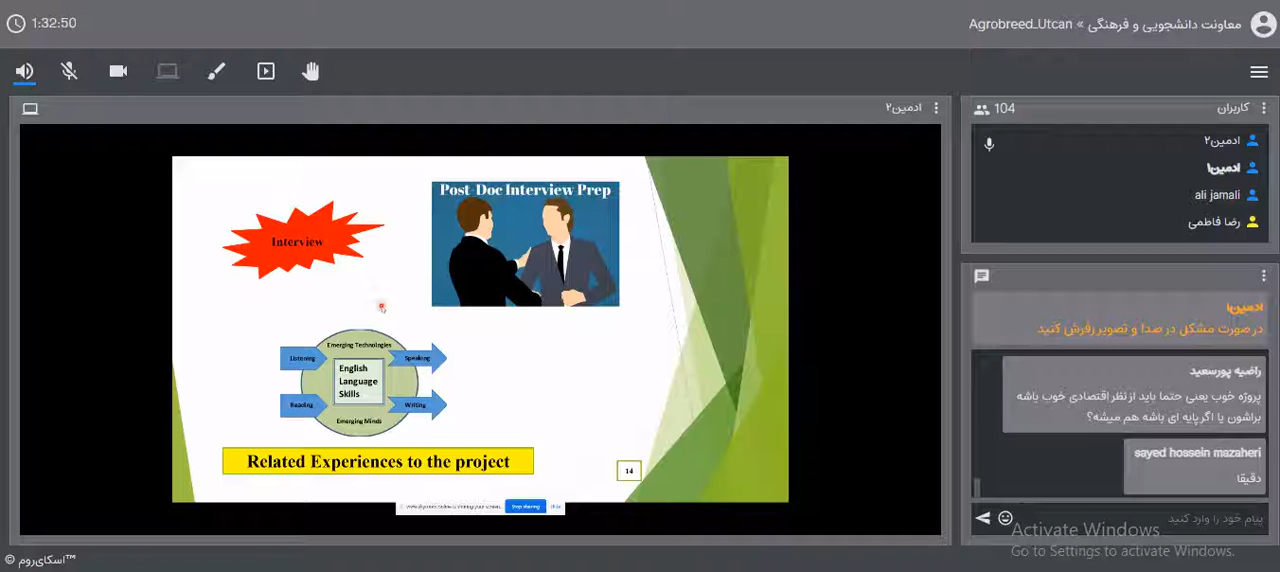 1:32:50
Agrobreed_Utcan » معاونت دانشجویی و فرهنگی
ادمین۲
Interview
Post-Doc Interview Prep
Emerging Technologies
Listening
Speaking
English
Language
Skills
Reading
Writing
Emerging Minds
Related Experiences to the project
14
Stop sharing
Hide
کاربران
104
ادمین۲
ادمین۱
ali jamali
رضا فاطمی
ادمین۱
در صورت مشکل در صدا و تصویر رفرش کنید
راضیه پورسعید
پروژه خوب یعنی حتما باید از نظر اقتصادی خوب باشه
براشون یا اگر پایه ای باشه هم میشه؟
sayed hossein mazaheri
دقیقا
پیام خود را وارد کنید
Activate Windows
Go to Settings to activate Windows.
© اسکای‌روم™